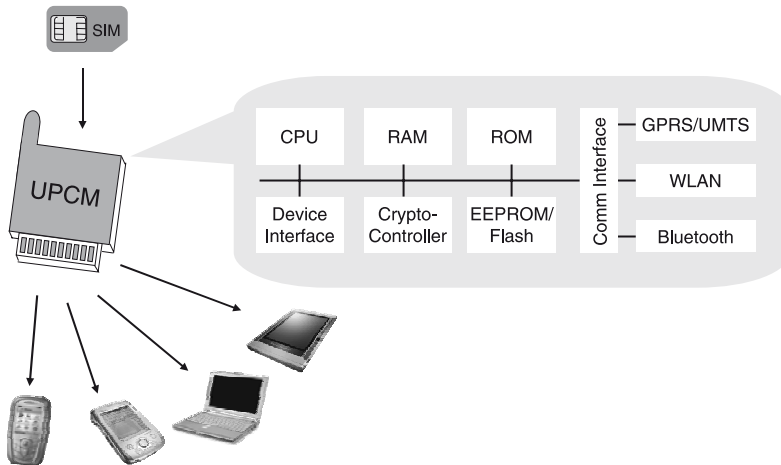 SIM
UPCM
CPU
RAM
ROM
Device
Interface
Crypto-
Controller
EEPROM/
Flash
Comm Interface
GPRS/UMTS
WLAN
Bluetooth